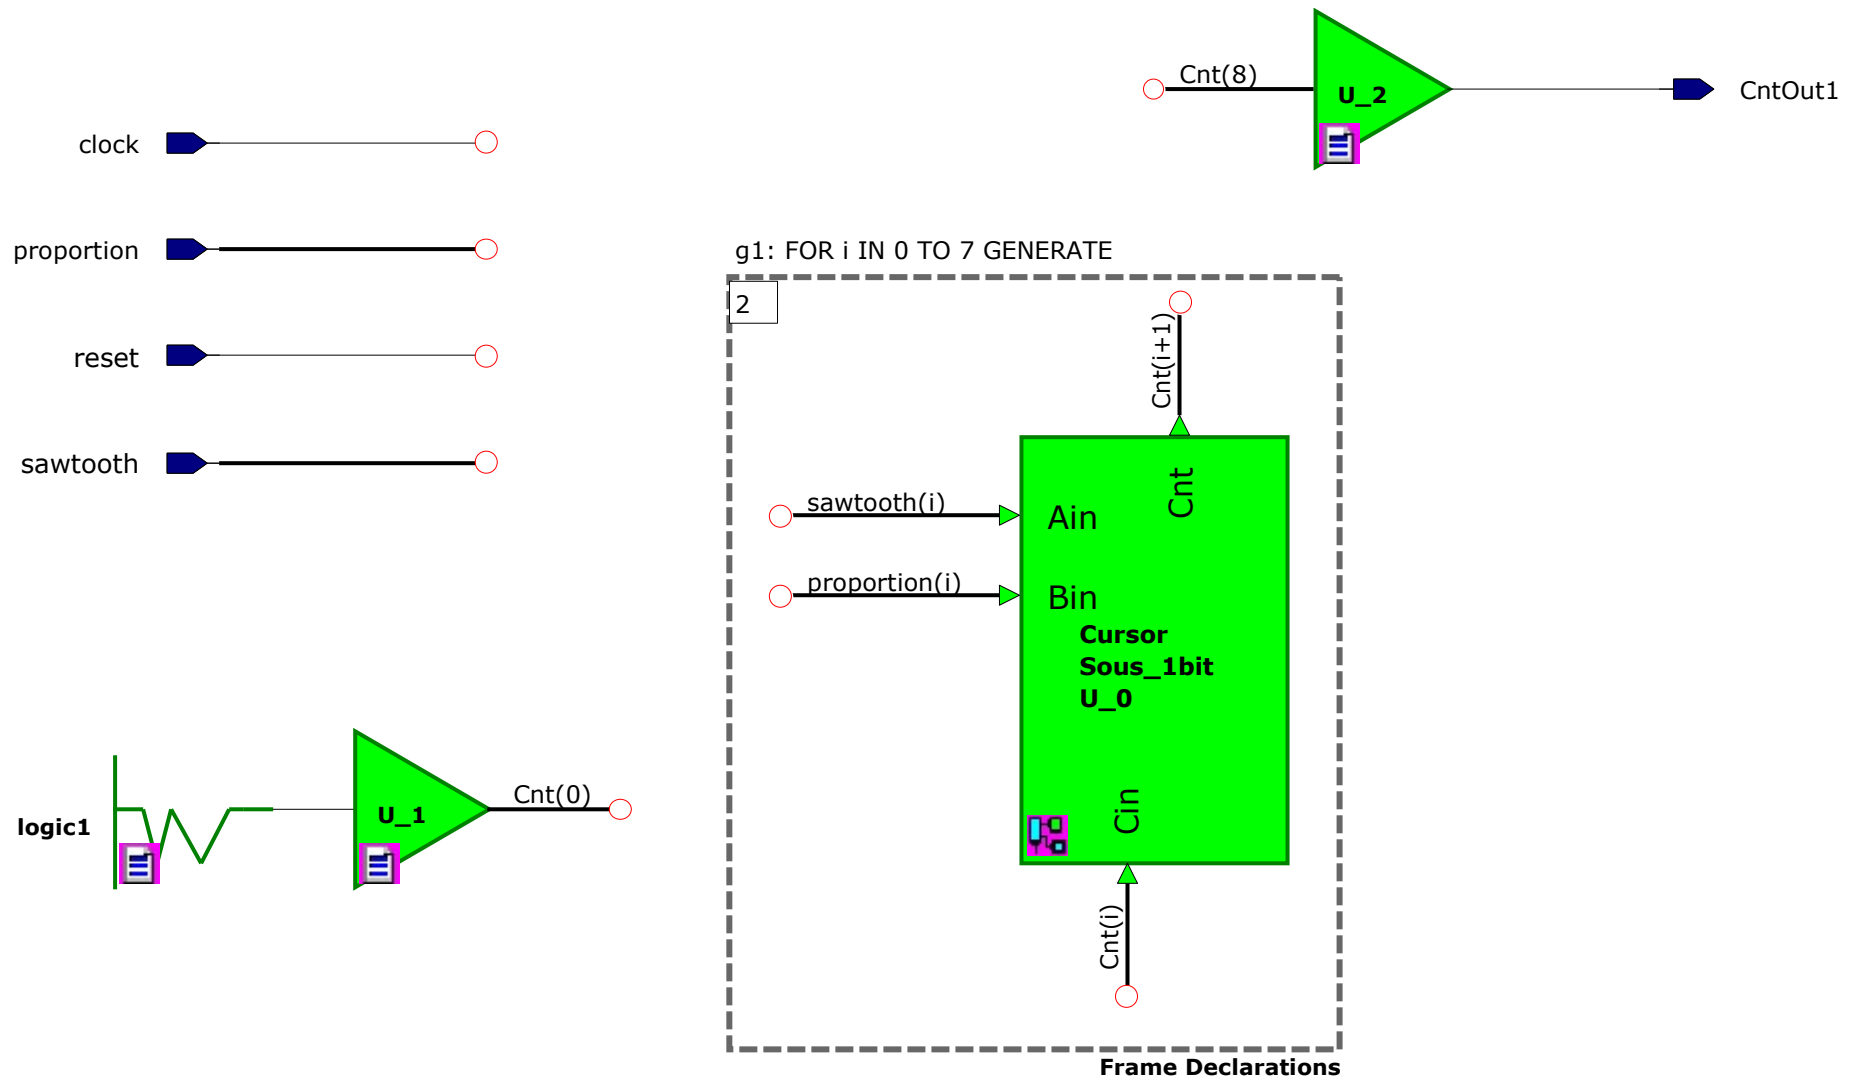 Cnt(8)
U_2
CntOut1
clock
proportion
reset
sawtooth
g1: FOR i IN 0 TO 7 GENERATE
2
Cnt(i+1)
Cnt
sawtooth(i)
Ain
proportion(i)
Bin
Cursor
Sous_1bit
U_0
Cin
Cnt(i)
logic1
U_1
Cnt(0)
Frame Declarations